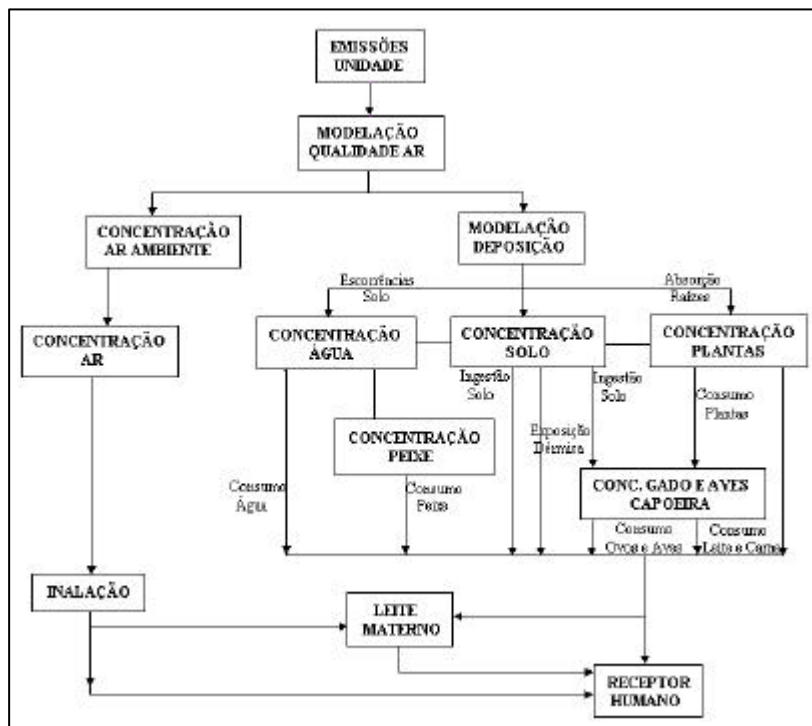 EMISSÕES
UNIDADE
MODELAÇÃO
QUALIDADE AR
CONCENTRAÇÃO
AR AMBIENTE
MODELAÇÃO
DEPOSIÇÃO
Escorrências
Solo
Absorção
Raízes
CONCENTRAÇÃO
AR
CONCENTRAÇÃO
ÁGUA
CONCENTRAÇÃO
SOLO
CONCENTRAÇÃO
PLANTAS
Ingestão
Solo
Ingestão
Solo
Consumo
Plantas
CONCENTRAÇÃO
PEIXE
Exposição
Dérmica
Consumo
Água
Consumo
Peixe
CONC. GADO E AVES
CAPOEIRA
Consumo
Ovos e Aves
Consumo
Leite e Carne
INALAÇÃO
LEITE
MATERNO
RECEPTOR
HUMANO